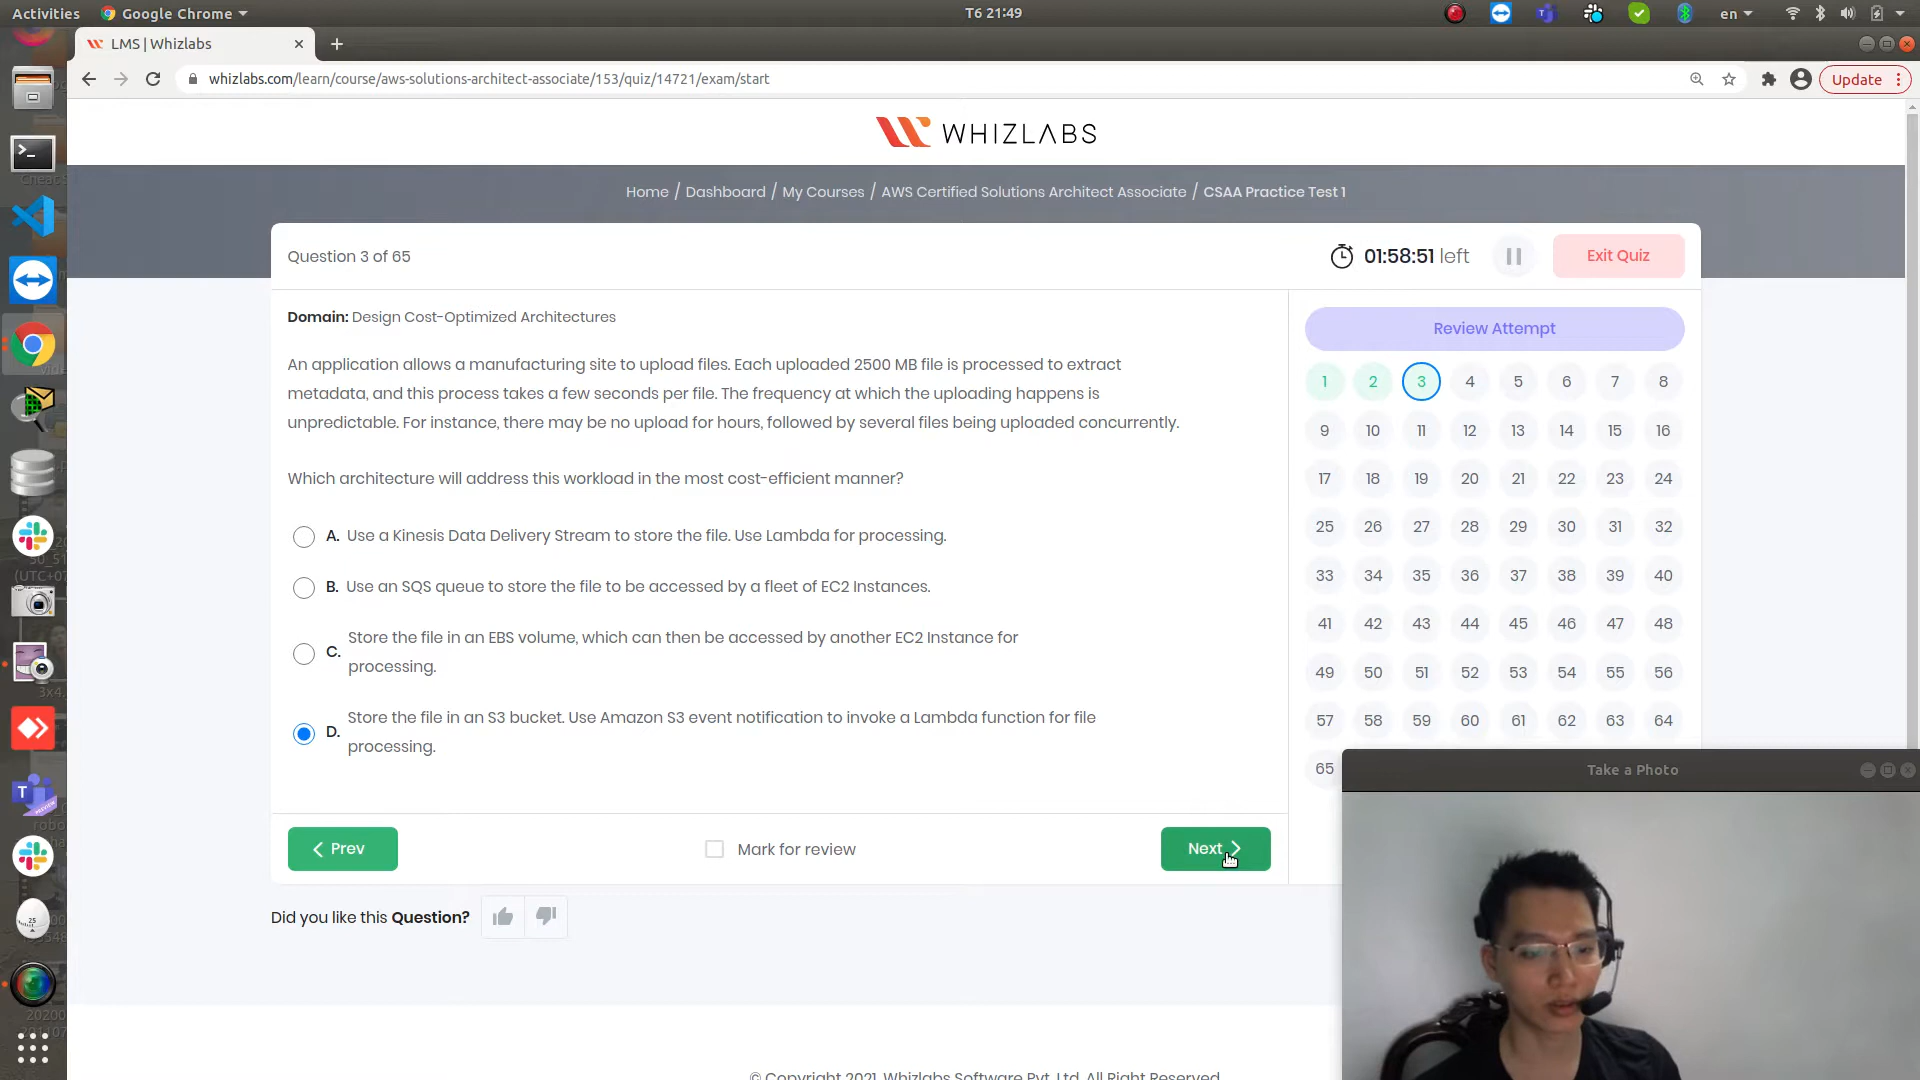 Activities
Google Chrome
T6 21:49
en
LMS | Whizlabs
whizlabs.com/learn/course/aws-solutions-architect-associate/153/quiz/14721/exam/start
Update
WHIZLABS
Home / Dashboard / My Courses / AWS Certified Solutions Architect Associate / CSAA Practice Test 1
Question 3 of 65
01:58:51 left
Exit Quiz
Domain: Design Cost-Optimized Architectures
An application allows a manufacturing site to upload files. Each uploaded 2500 MB file is processed to extract
metadata, and this process takes a few seconds per file. The frequency at which the uploading happens is
unpredictable. For instance, there may be no upload for hours, followed by several files being uploaded concurrently.
Which architecture will address this workload in the most cost-efficient manner?
A. Use a Kinesis Data Delivery Stream to store the file. Use Lambda for processing.
B. Use an SQS queue to store the file to be accessed by a fleet of EC2 Instances.
C. Store the file in an EBS volume, which can then be accessed by another EC2 Instance for
processing.
D. Store the file in an S3 bucket. Use Amazon S3 event notification to invoke a Lambda function for file
processing.
Prev
Mark for review
Next
Did you like this Question?
Review Attempt
1 2 3 4 5 6 7 8
9 10 11 12 13 14 15 16
17 18 19 20 21 22 23 24
25 26 27 28 29 30 31 32
33 34 35 36 37 38 39 40
41 42 43 44 45 46 47 48
49 50 51 52 53 54 55 56
57 58 59 60 61 62 63 64
65
Take a Photo
© Copyright 2021. Whizlabs Software Pvt. Ltd. All Right Reserved.